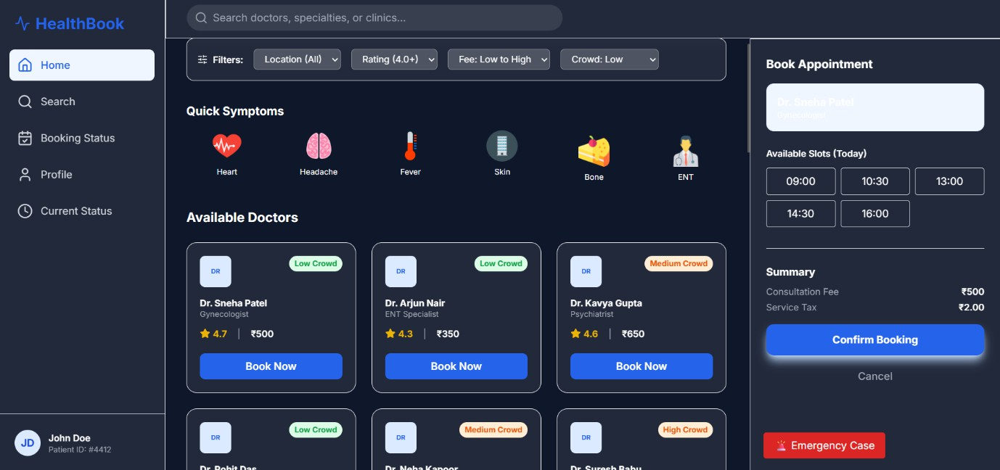 HealthBook
Home
Search
Booking Status
Profile
Current Status
JD
John Doe
Patient ID: #4412
Search doctors, specialties, or clinics...
Filters:
Location (All)
Rating (4.0+)
Fee: Low to High
Crowd: Low
Quick Symptoms
Heart
Headache
Fever
Skin
Bone
ENT
Available Doctors
DR
Low Crowd
Dr. Sneha Patel
Gynecologist
4.7
₹500
Book Now
DR
Low Crowd
Dr. Arjun Nair
ENT Specialist
4.3
₹350
Book Now
DR
Medium Crowd
Dr. Kavya Gupta
Psychiatrist
4.6
₹650
Book Now
DR
Low Crowd
Dr. Rohit Das
DR
Medium Crowd
Dr. Neha Kapoor
DR
High Crowd
Dr. Suresh Babu
Book Appointment
Dr. Sneha Patel
Gynecologist
Available Slots (Today)
09:00
10:30
13:00
14:30
16:00
Summary
Consultation Fee
₹500
Service Tax
₹2.00
Confirm Booking
Cancel
Emergency Case